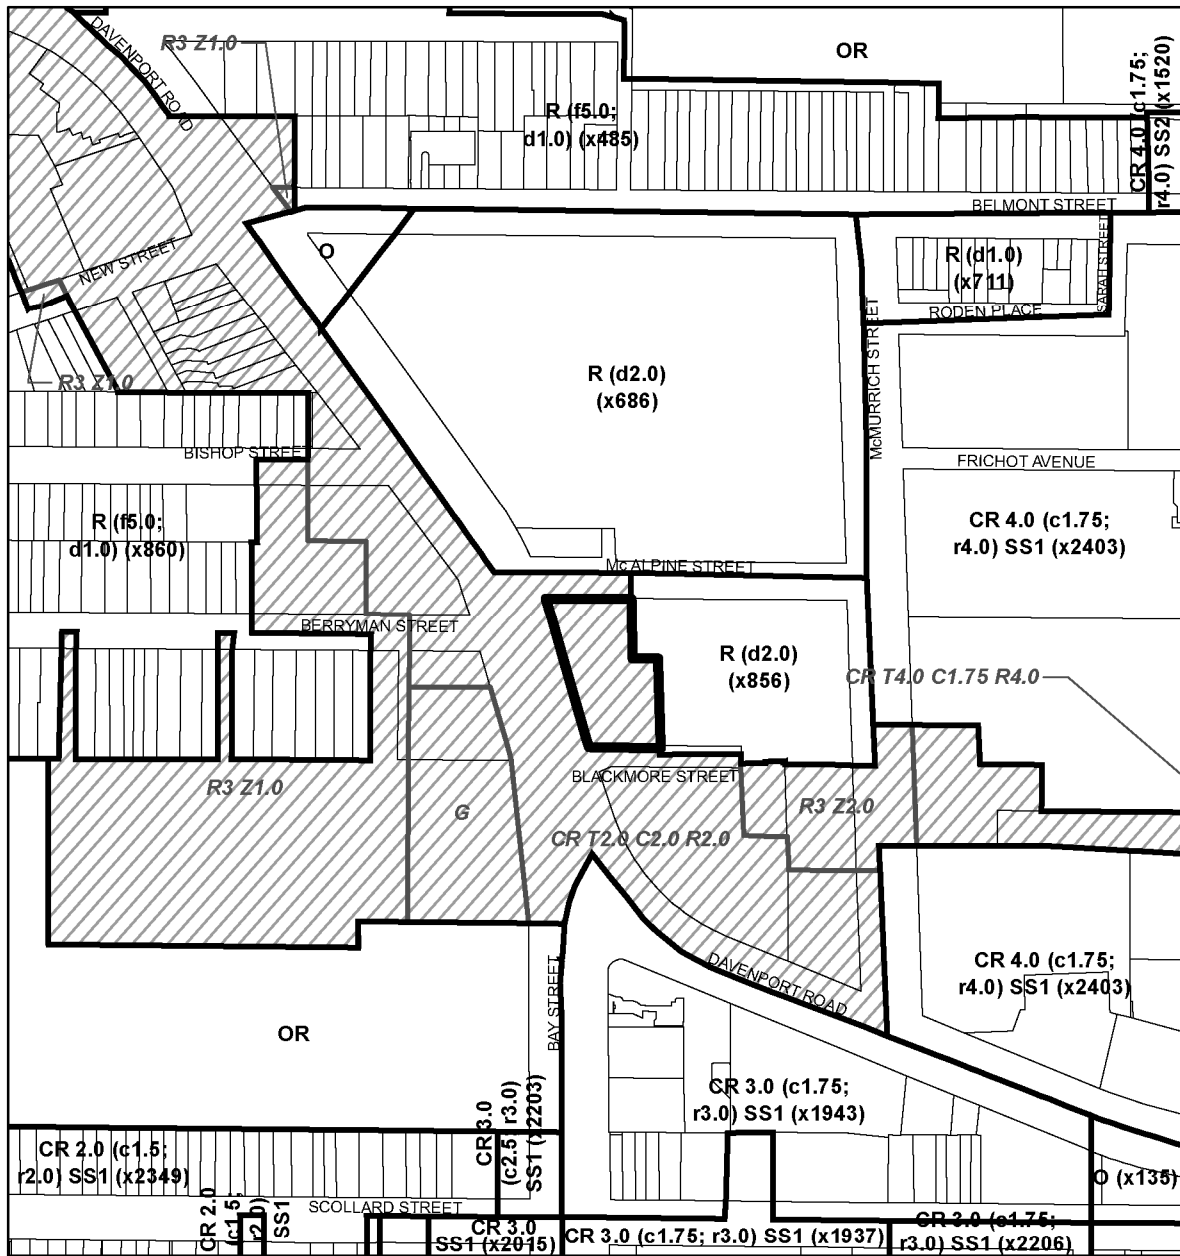 DAVENPORT ROAD
R3 Z1.0
OR
CR 4.0 (c1.75;
r4.0) SS2 (x1520)
R (f5.0;
d1.0) (x485)
BELMONT STREET
O
NEW STREET
R (d1.0)
(x711)
SARAH STREET
RODEN PLACE
McMURRICH STREET
R3 Z1.0
R (d2.0)
(x686)
BISHOP STREET
FRICHOT AVENUE
R (f5.0;
d1.0) (x860)
CR 4.0 (c1.75;
r4.0) SS1 (x2403)
Mc ALPINE STREET
BERRYMAN STREET
R (d2.0)
(x856)
CR T4.0 C1.75 R4.0
BLACKMORE STREET
R3 Z1.0
G
R3 Z2.0
CR T2.0 C2.0 R2.0
DAVENPORT ROAD
CR 4.0 (c1.75;
r4.0) SS1 (x2403)
BAY STREET
OR
CR 3.0 (c1.75;
r3.0) SS1 (x1943)
CR 3.0
(c2.5; r3.0)
SS1 (x2203)
CR 2.0 (c1.5;
r2.0) SS1 (x2349)
O (x135)
SCOLLARD STREET
CR 2.0
(c1.5;
r2.0)
SS1
CR 3.0
SS1 (x2015)
CR 3.0 (c1.75; r3.0) SS1 (x1937)
CR 3.0 (c1.75;
r3.0) SS1 (x2206)